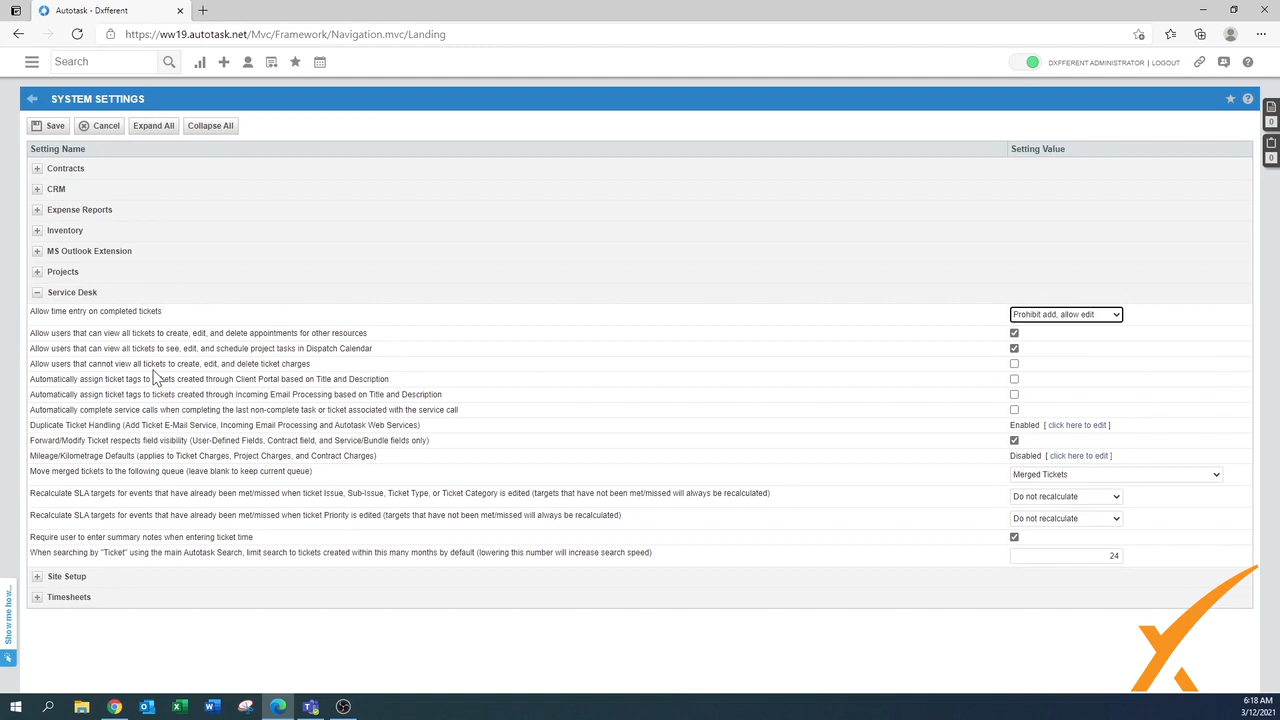 Autotask - Dxfferent
https://ww19.autotask.net/Mvc/Framework/Navigation.mvc/Landing
Search
DXFFERENT ADMINISTRATOR | LOGOUT
SYSTEM SETTINGS
Save Cancel Expand All Collapse All
Setting Name Setting Value
Contracts
CRM
Expense Reports
Inventory
MS Outlook Extension
Projects
Service Desk
Allow time entry on completed tickets Prohibit add, allow edit
Allow users that can view all tickets to create, edit, and delete appointments for other resources
Allow users that can view all tickets to see, edit, and schedule project tasks in Dispatch Calendar
Allow users that cannot view all tickets to create, edit, and delete ticket charges
Automatically assign ticket tags to tickets created through Client Portal based on Title and Description
Automatically assign ticket tags to tickets created through Incoming Email Processing based on Title and Description
Automatically complete service calls when completing the last non-complete task or ticket associated with the service call
Duplicate Ticket Handling (Add Ticket E-Mail Service, Incoming Email Processing and Autotask Web Services) Enabled [ click here to edit ]
Forward/Modify Ticket respects field visibility (User-Defined Fields, Contract field, and Service/Bundle fields only)
Mileage/Kilometrage Defaults (applies to Ticket Charges, Project Charges, and Contract Charges) Disabled [ click here to edit ]
Move merged tickets to the following queue (leave blank to keep current queue) Merged Tickets
Recalculate SLA targets for events that have already been met/missed when ticket Issue, Sub-Issue, Ticket Type, or Ticket Category is edited (targets that have not been met/missed will always be recalculated) Do not recalculate
Recalculate SLA targets for events that have already been met/missed when ticket Priority is edited (targets that have not been met/missed will always be recalculated) Do not recalculate
Require user to enter summary notes when entering ticket time
When searching by "Ticket" using the main Autotask Search, limit search to tickets created within this many months by default (lowering this number will increase search speed) 24
Site Setup
Timesheets
0
0
Show me how...
6:18 AM
3/12/2021